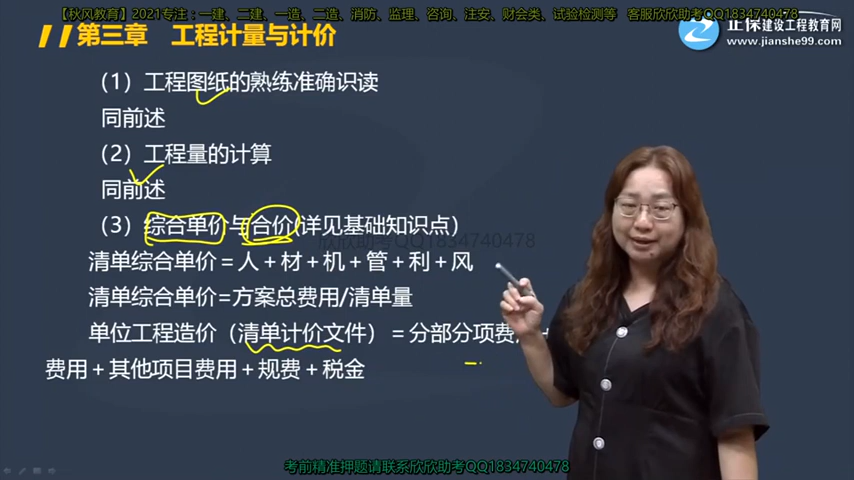 【秋风教育】2021专注：一建、二建、一造、二造、消防、监理、咨询、注安、财会类、试验检测等 客服欣欣助考QQ1834740478
第三章 工程计量与计价
正保建设工程教育网
www.jianshe99.com
（1）工程图纸的熟练准确识读
同前述
（2）工程量的计算
同前述
（3）综合单价与合价(详见基础知识点)
欣欣助考QQ1834740478
清单综合单价＝人＋材＋机＋管＋利＋风
清单综合单价=方案总费用/清单量
单位工程造价（清单计价文件）＝分部分项费
费用＋其他项目费用＋规费＋税金
考前精准押题请联系欣欣助考QQ1834740478